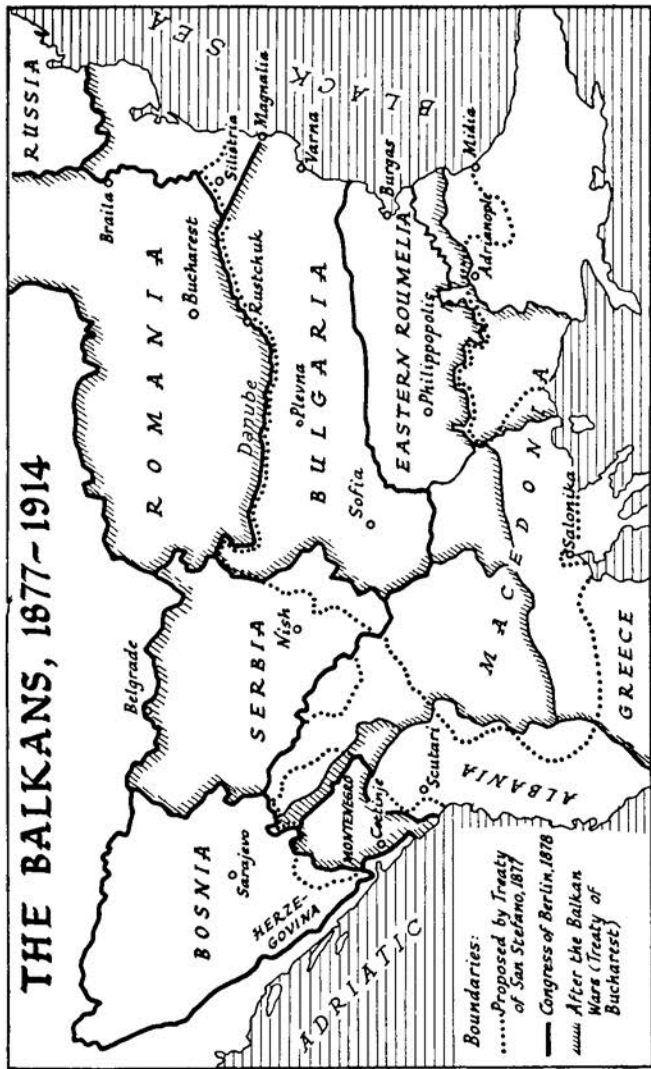 THE BALKANS, 1877–1914
RUSSIA
Braila
ROMANIA
Bucharest
Silistria
Magnalia
BLACK SEA
Belgrade
Danube
Rustchuk
Varna
BOSNIA
Sarajevo
SERBIA
Nish
Plevna
BULGARIA
Sofia
Burgas
HERZE-
GOVINA
MONTENEGRO
Cetinje
EASTERN ROUMELIA
Philippopolis
Adrianople
Midia
ADRIATIC
Scutari
ALBANIA
MACEDONIA
Salonika
GREECE
Boundaries:
Proposed by Treaty
of San Stefano, 1877
Congress of Berlin, 1878
After the Balkan
Wars (Treaty of
Bucharest)